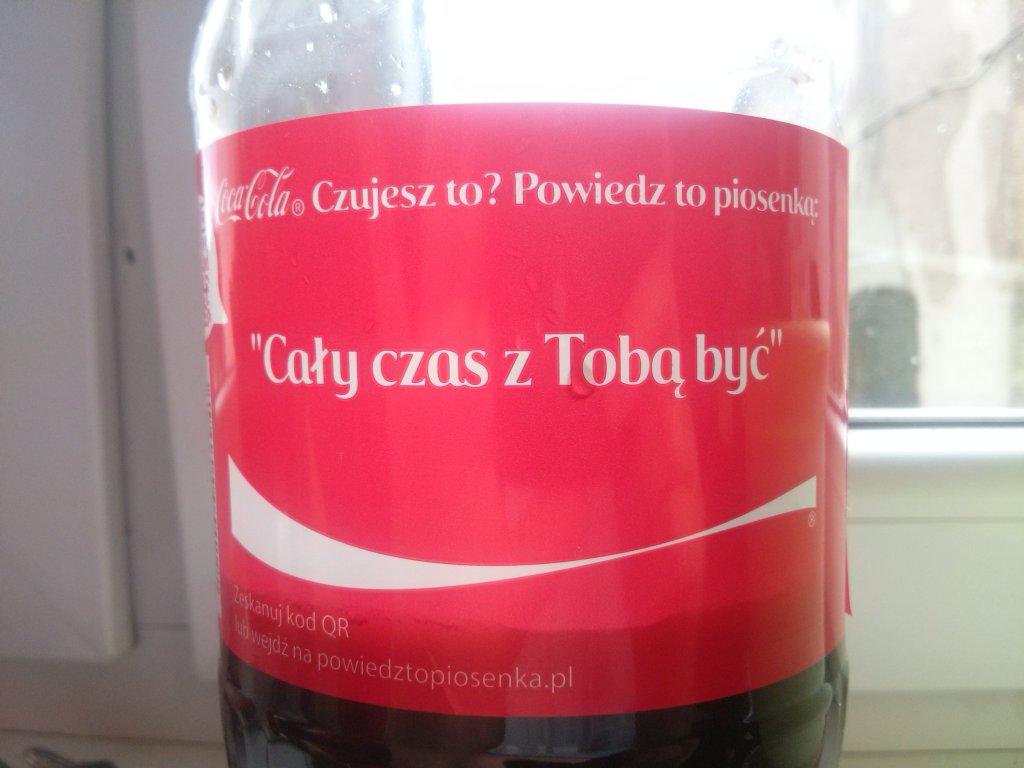 Coca-Cola® Czujesz to? Powiedz to piosenką:
"Cały czas z Tobą być"
®
Zeskanuj kod QR
lub wejdź na powiedztopiosenka.pl